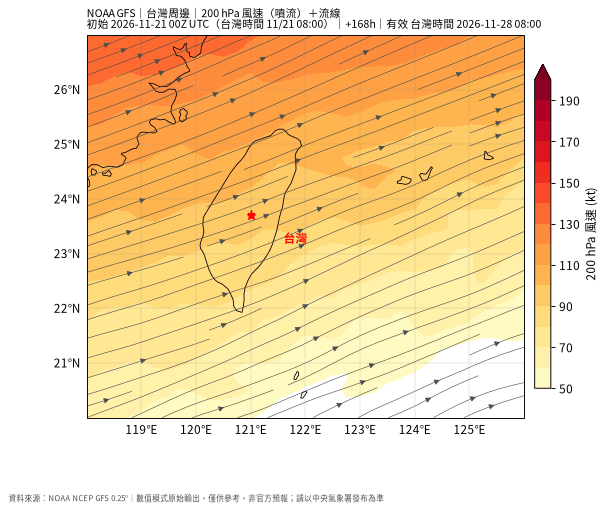 NOAA GFS｜台灣周邊｜200 hPa 風速（噴流）＋流線
初始 2026-11-21 00Z UTC（台灣時間 11/21 08:00）｜+168h｜有效 台灣時間 2026-11-28 08:00
26°N
25°N
24°N
23°N
22°N
21°N
119°E
120°E
121°E
122°E
123°E
124°E
125°E
台灣
190
170
150
130
110
90
70
50
200 hPa 風速 (kt)
資料來源：NOAA NCEP GFS 0.25°｜數值模式原始輸出，僅供參考，非官方預報；請以中央氣象署發布為準